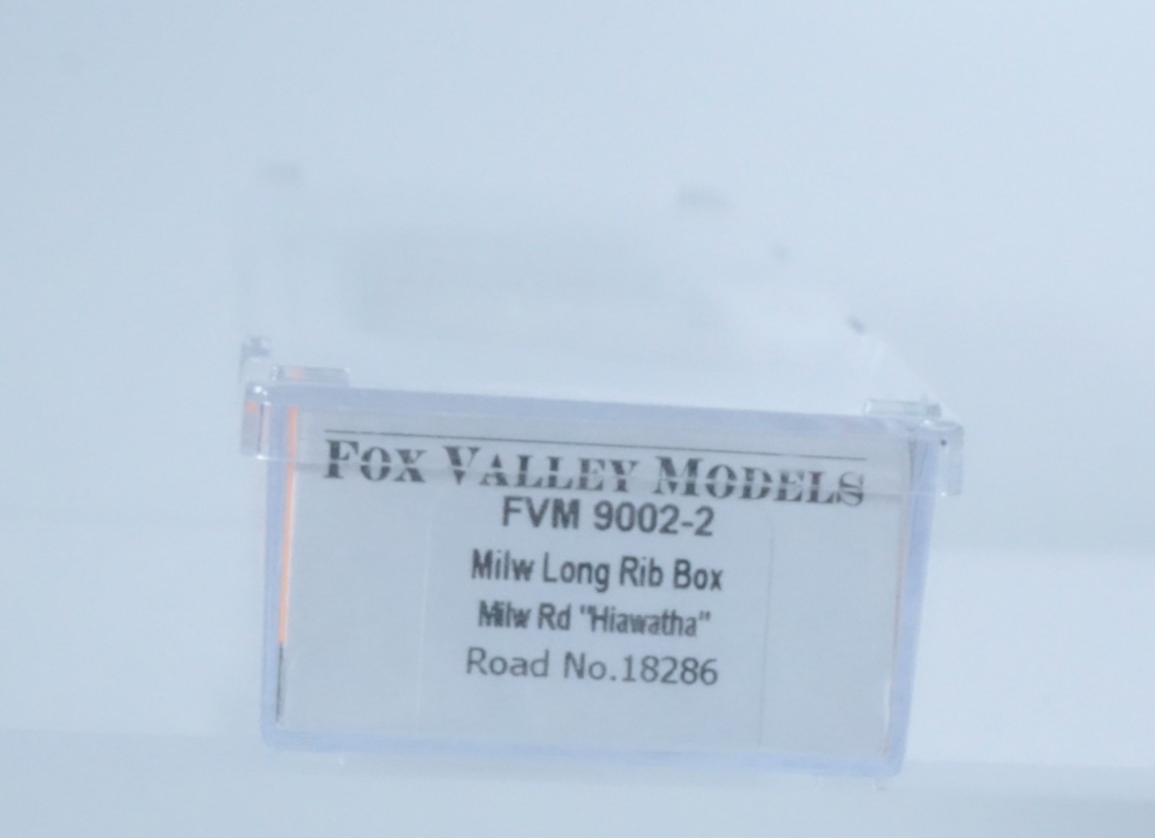 FOX VALLEY MODELS
FVM 9002-2
Milw Long Rib Box
Milw Rd "Hiawatha"
Road No.18286